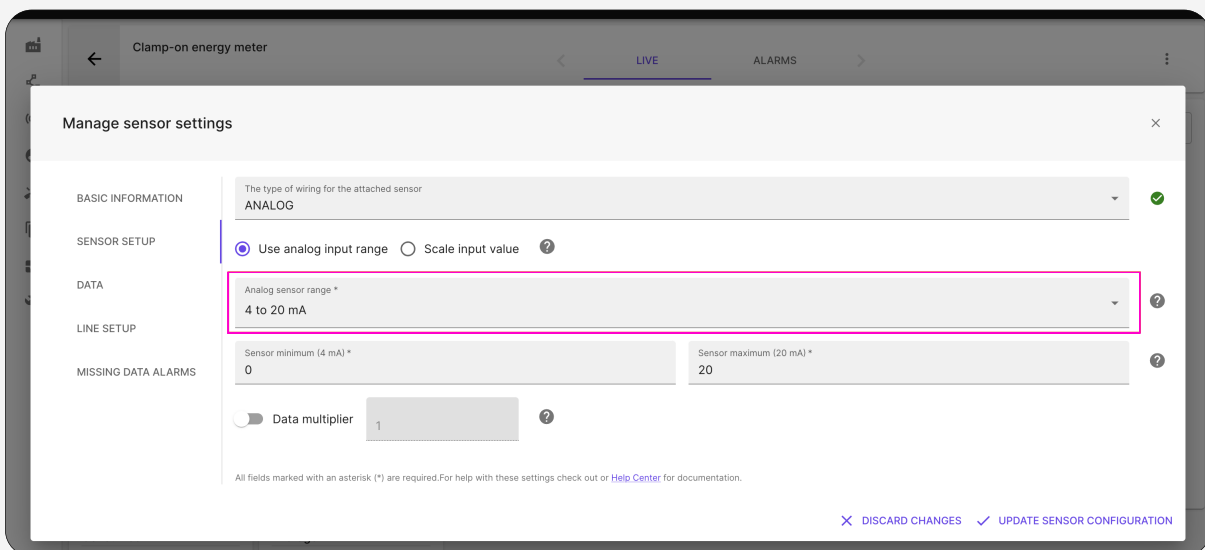 Clamp-on energy meter
LIVE
ALARMS
Manage sensor settings
BASIC INFORMATION
SENSOR SETUP
DATA
LINE SETUP
MISSING DATA ALARMS
The type of wiring for the attached sensor
ANALOG
Use analog input range
Scale input value
Analog sensor range *
4 to 20 mA
Sensor minimum (4 mA) *
0
Sensor maximum (20 mA) *
20
Data multiplier
1
All fields marked with an asterisk (*) are required.For help with these settings check out or Help Center for documentation.
DISCARD CHANGES
UPDATE SENSOR CONFIGURATION